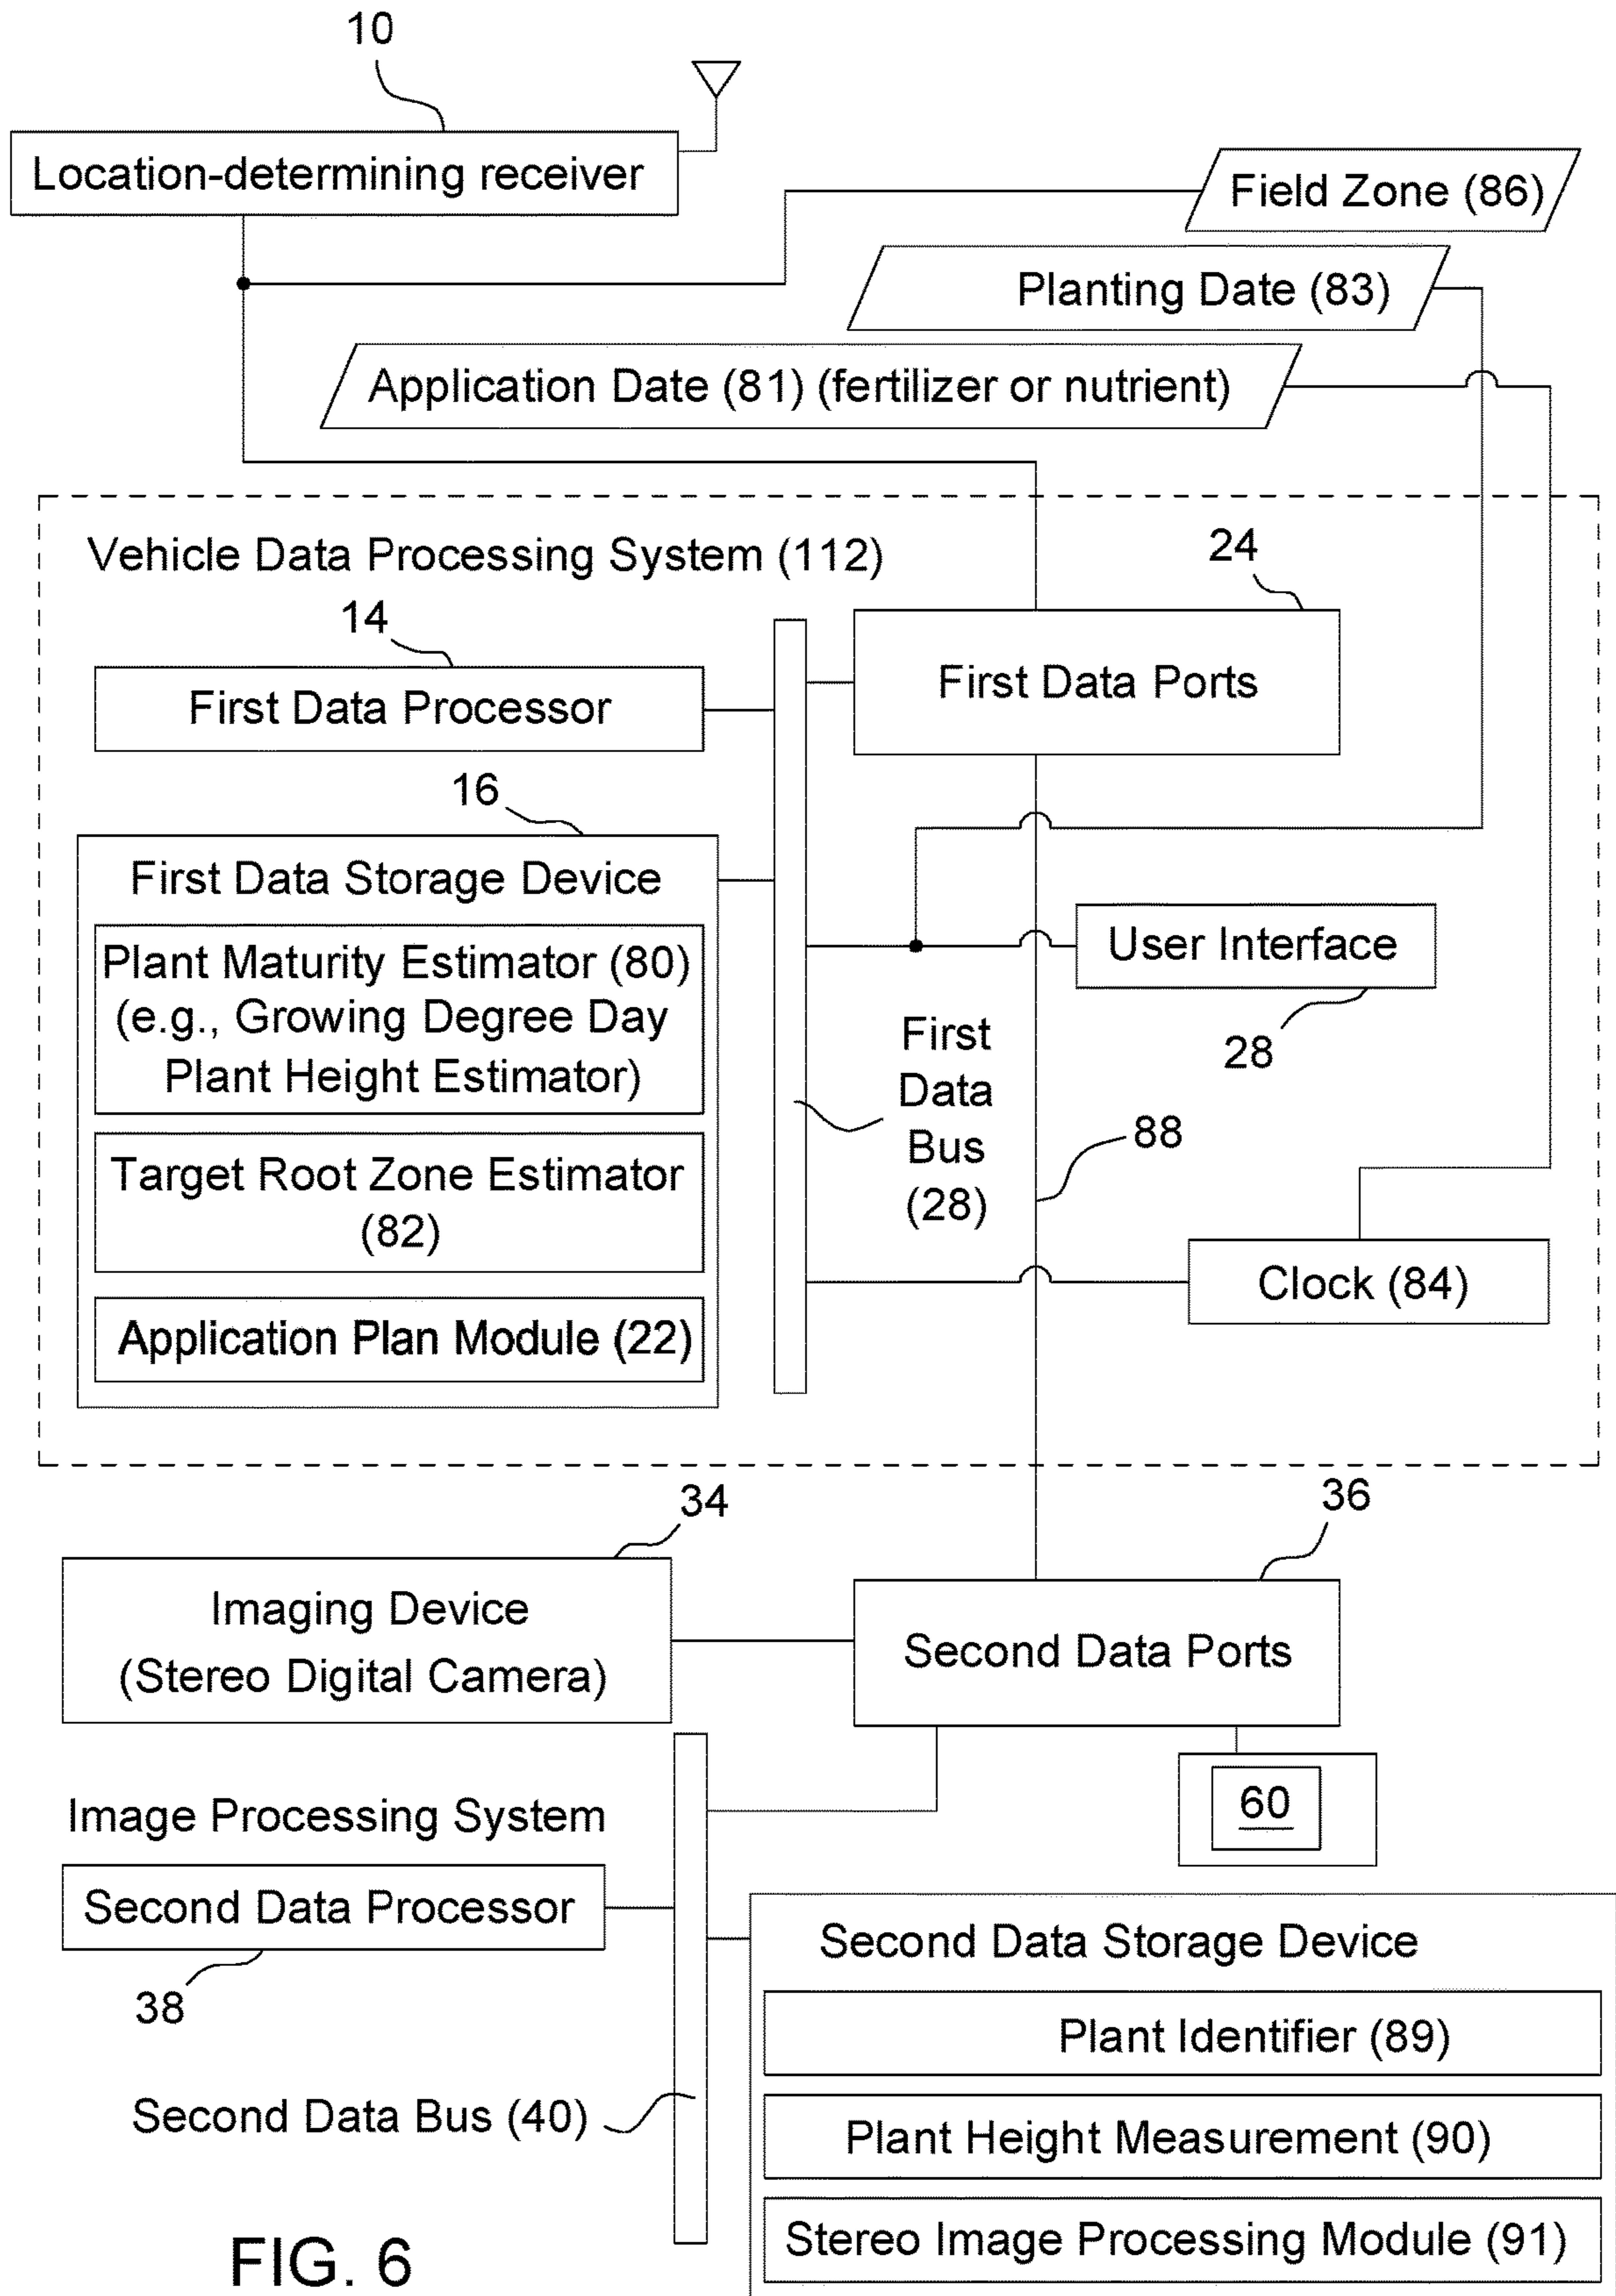 10
Location-determining receiver
Field Zone (86)
Planting Date (83)
Application Date (81) (fertilizer or nutrient)
Vehicle Data Processing System (112)
24
14
First Data Processor
First Data Ports
16
First Data Storage Device
Plant Maturity Estimator (80)
(e.g., Growing Degree Day
Plant Height Estimator)
Target Root Zone Estimator
(82)
Application Plan Module (22)
User Interface
28
First
Data
Bus
(28)
88
Clock (84)
34
36
Imaging Device
(Stereo Digital Camera)
Second Data Ports
60
Image Processing System
Second Data Processor
38
Second Data Bus (40)
Second Data Storage Device
Plant Identifier (89)
Plant Height Measurement (90)
Stereo Image Processing Module (91)
FIG. 6